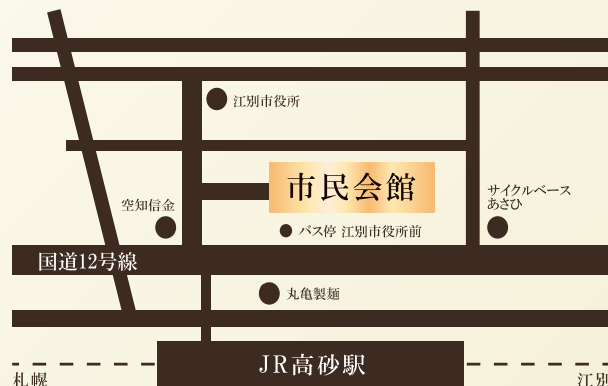 江別市役所
市民会館
サイクルベース
あさひ
空知信金
バス停 江別市役所前
国道12号線
丸亀製麺
JR高砂駅
札幌
江別